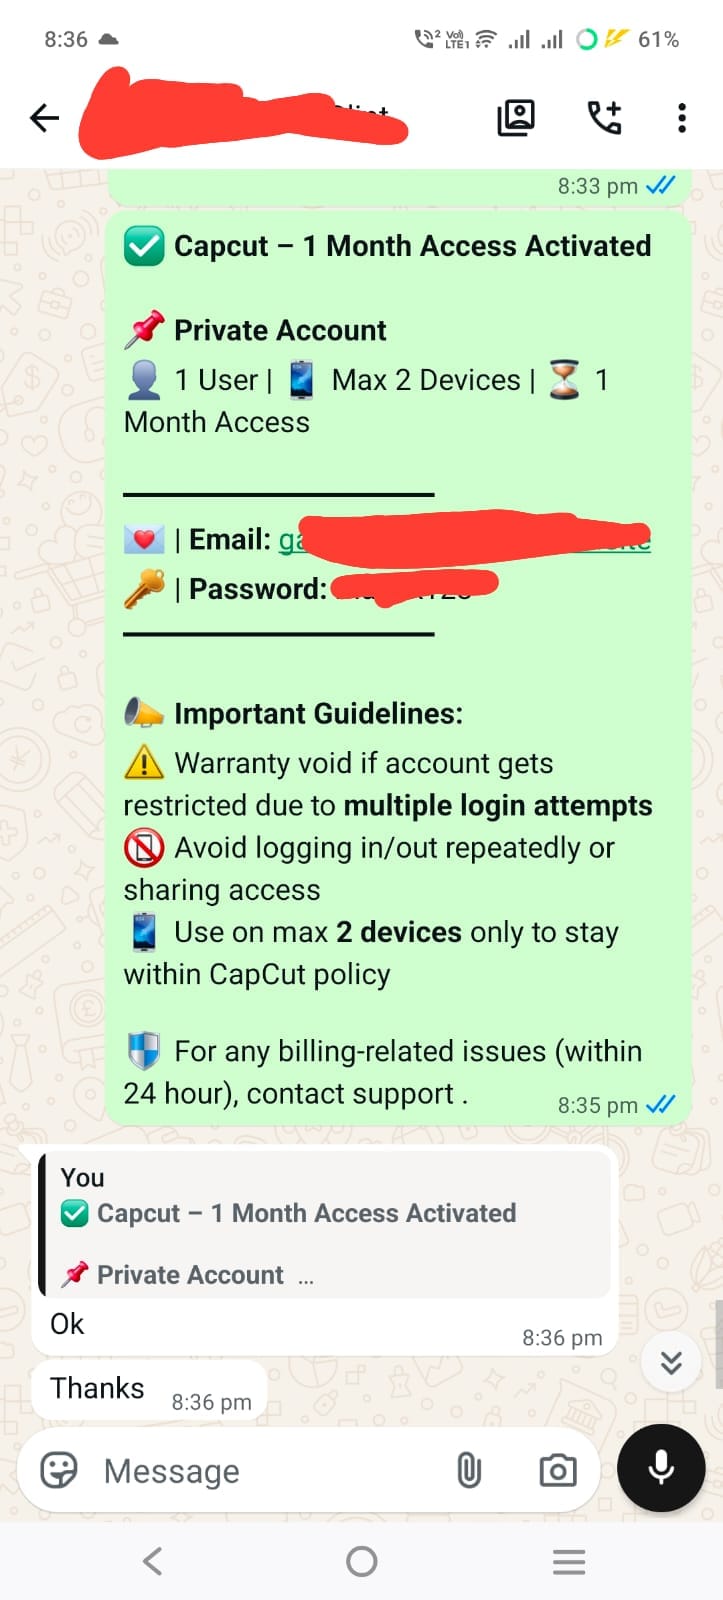 8:36
2 Vo) LTE1 61%
8:33 pm
Capcut – 1 Month Access Activated
Private Account
1 User | Max 2 Devices | 1
Month Access
| Email: ga
| Password:
Important Guidelines:
Warranty void if account gets
restricted due to multiple login attempts
Avoid logging in/out repeatedly or
sharing access
Use on max 2 devices only to stay
within CapCut policy
For any billing-related issues (within
24 hour), contact support .
8:35 pm
You
Capcut – 1 Month Access Activated
Private Account ...
Ok
8:36 pm
Thanks
8:36 pm
Message